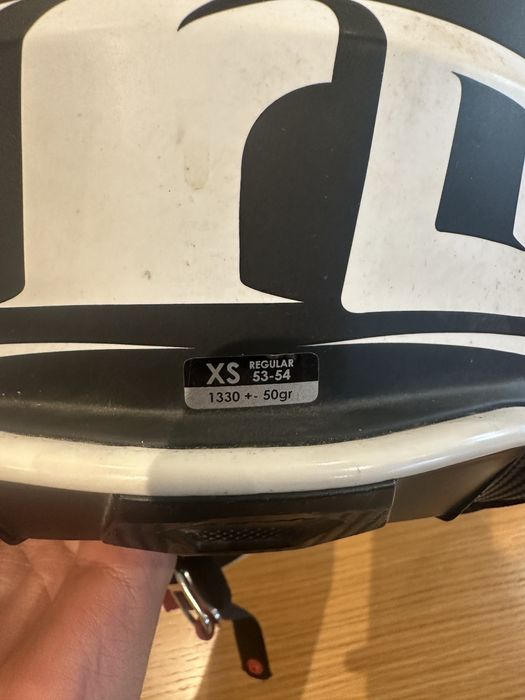 XS REGULAR
53-54
1330 +- 50gr